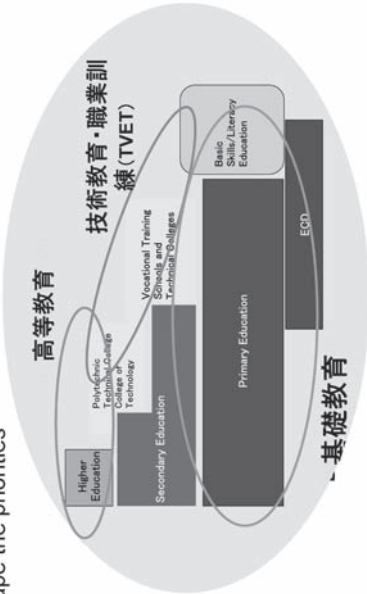 ape the priorities
高等教育
技術教育・職業訓
練(TVET)
Higher
Education
Polytechnic
Technical College
College of
Technology
Vocational Training
Schools and
Technical Colleges
Secondary Education
Basic
Skills/Literacy
Education
Primary Education
ECD
基礎教育